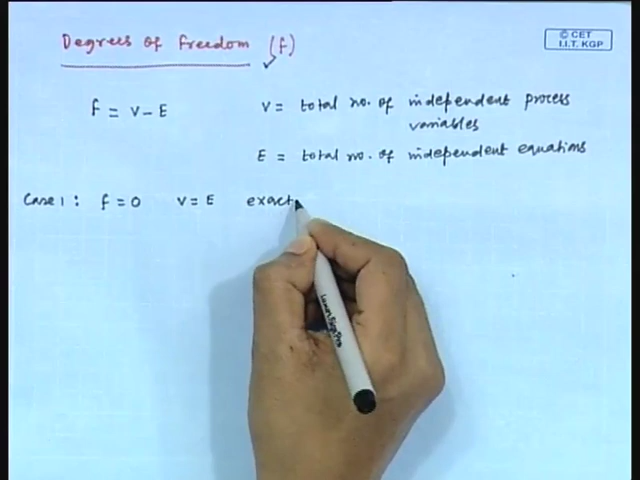 Degrees of freedom (f)
© CET
I.I.T. KGP
f = V - E
V = total no. of independent process
variables
E = total no. of independent equations
Case 1 : f = 0 V = E exact